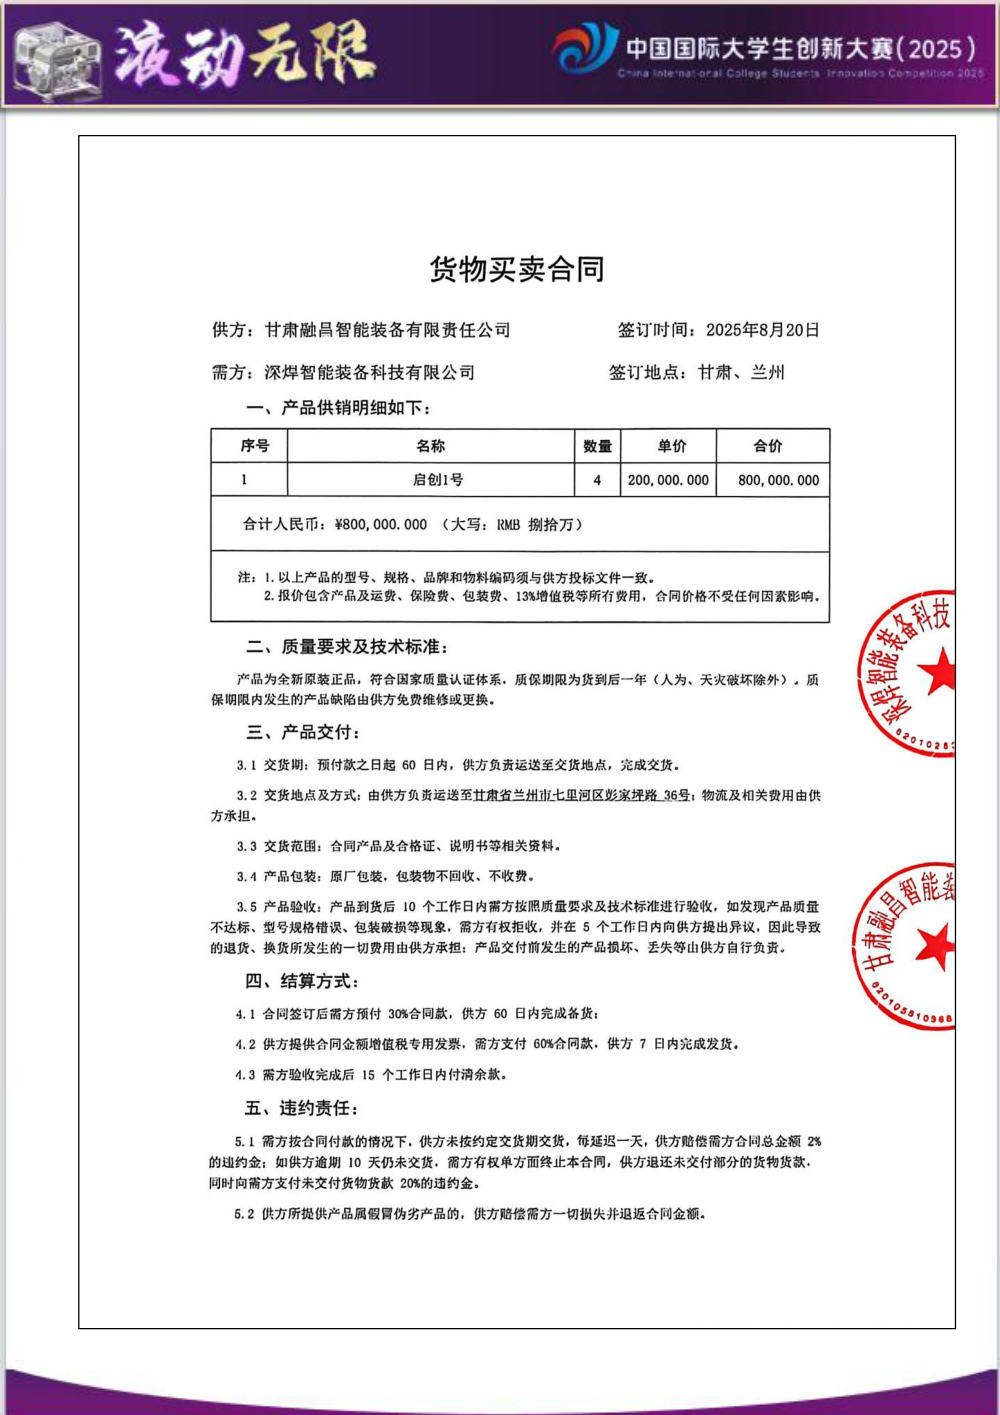 液动无限
中国国际大学生创新大赛(2025)
China International College Students' Innovation Competition 2025
货物买卖合同
供方：甘肃融昌智能装备有限责任公司
签订时间：2025年8月20日
需方：深焊智能装备科技有限公司
签订地点：甘肃、兰州
一、产品供销明细如下：
序号 名称 数量 单价 合价
1 启创1号 4 200,000.000 800,000.000
合计人民币：¥800,000.000 （大写：RMB 捌拾万）
注：1.以上产品的型号、规格、品牌和物料编码须与供方投标文件一致。
2.报价包含产品及运费、保险费、包装费、13%增值税等所有费用，合同价格不受任何因素影响。
二、质量要求及技术标准：
产品为全新原装正品，符合国家质量认证体系，质保期限为货到后一年（人为、天灾破坏除外）。质
保期限内发生的产品缺陷由供方免费维修或更换。
三、产品交付：
3.1 交货期：预付款之日起 60 日内，供方负责运送至交货地点，完成交货。
3.2 交货地点及方式：由供方负责运送至甘肃省兰州市七里河区彭家坪路 36号；物流及相关费用由供
方承担。
3.3 交货范围：合同产品及合格证、说明书等相关资料。
3.4 产品包装：原厂包装，包装物不回收、不收费。
3.5 产品验收：产品到货后 10 个工作日内需方按照质量要求及技术标准进行验收，如发现产品质量
不达标、型号规格错误、包装破损等现象，需方有权拒收，并在 5 个工作日内向供方提出异议，因此导致
的退货、换货所发生的一切费用由供方承担；产品交付前发生的产品损坏、丢失等由供方自行负责。
四、结算方式：
4.1 合同签订后需方预付 30%合同款，供方 60 日内完成备货；
4.2 供方提供合同金额增值税专用发票，需方支付 60%合同款，供方 7 日内完成发货。
4.3 需方验收完成后 15 个工作日内付清余款。
五、违约责任：
5.1 需方按合同付款的情况下，供方未按约定交货期交货，每延迟一天，供方赔偿需方合同总金额 2%
的违约金；如供方逾期 10 天仍未交货，需方有权单方面终止本合同，供方退还未交付部分的货物货款，
同时向需方支付未交付货物货款 20%的违约金。
5.2 供方所提供产品属假冒伪劣产品的，供方赔偿需方一切损失并退返合同金额。
深焊智能装备科技
6201028
甘肃融昌智能装
620105510368